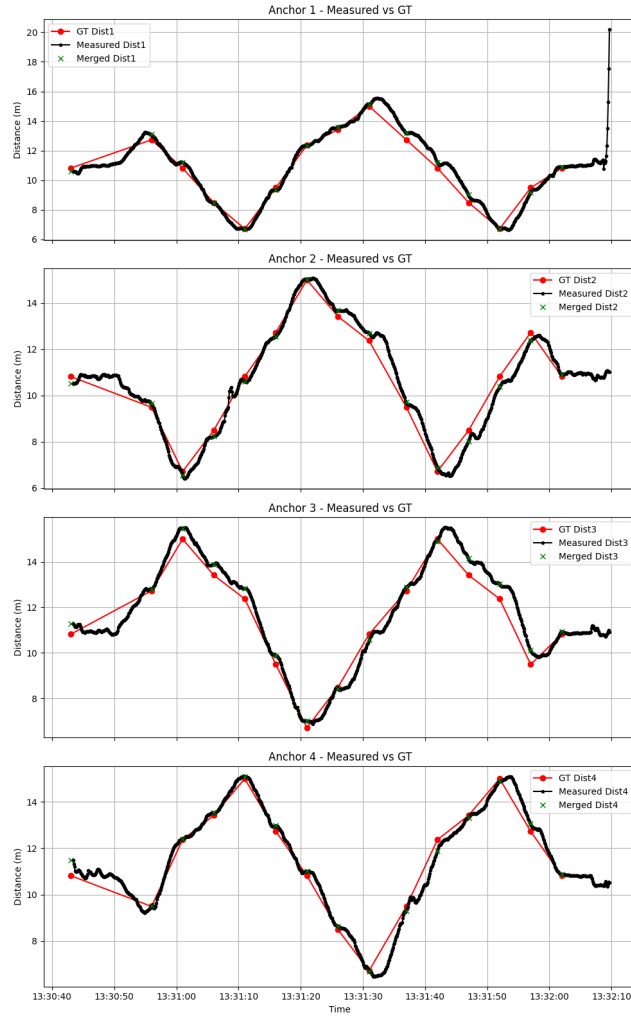 Anchor 1 - Measured vs GT
Distance (m)
20
18
16
14
12
10
8
6
GT Dist1
Measured Dist1
Merged Dist1
Anchor 2 - Measured vs GT
Distance (m)
14
12
10
8
6
GT Dist2
Measured Dist2
Merged Dist2
Anchor 3 - Measured vs GT
Distance (m)
14
12
10
8
GT Dist3
Measured Dist3
Merged Dist3
Anchor 4 - Measured vs GT
Distance (m)
14
12
10
8
GT Dist4
Measured Dist4
Merged Dist4
13:30:40 13:30:50 13:31:00 13:31:10 13:31:20 13:31:30 13:31:40 13:31:50 13:32:00 13:32:10
Time